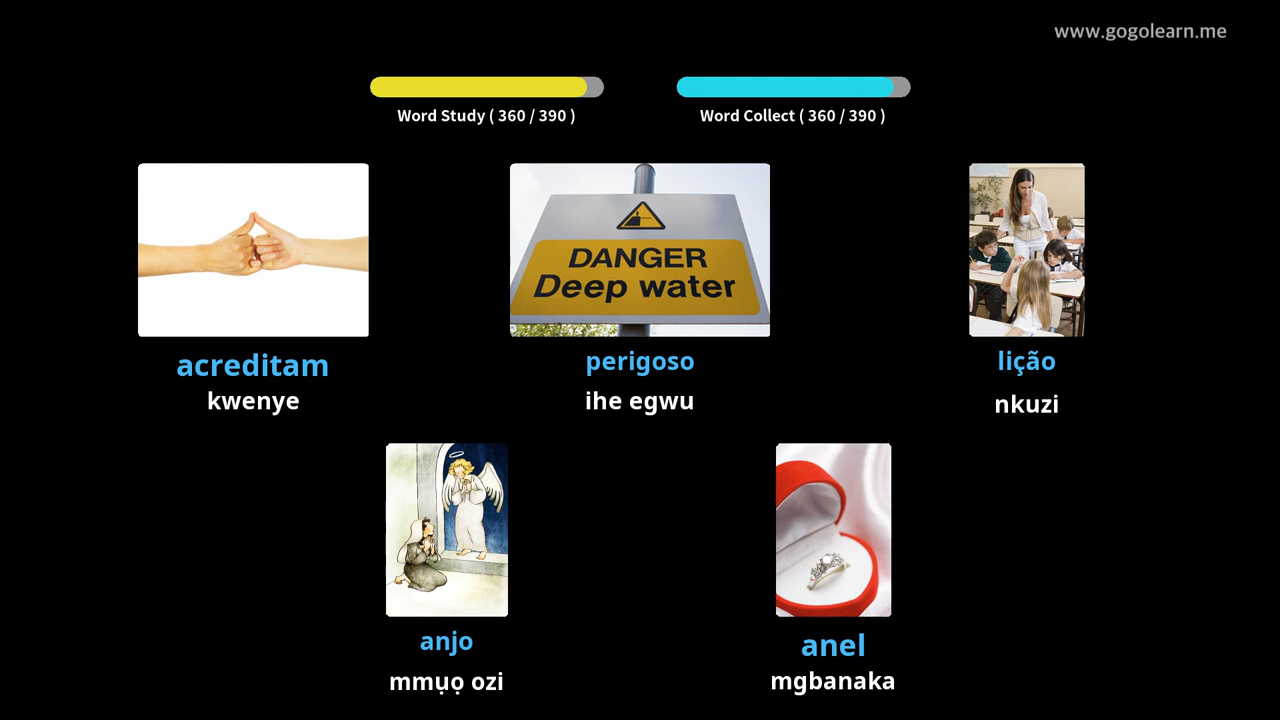 www.gogolearn.me
Word Study ( 360 / 390 )
Word Collect ( 360 / 390 )
DANGER
Deep water
acreditam
kwenye
perigoso
ihe egwu
lição
nkuzi
anjo
mmụọ ozi
anel
mgbanaka